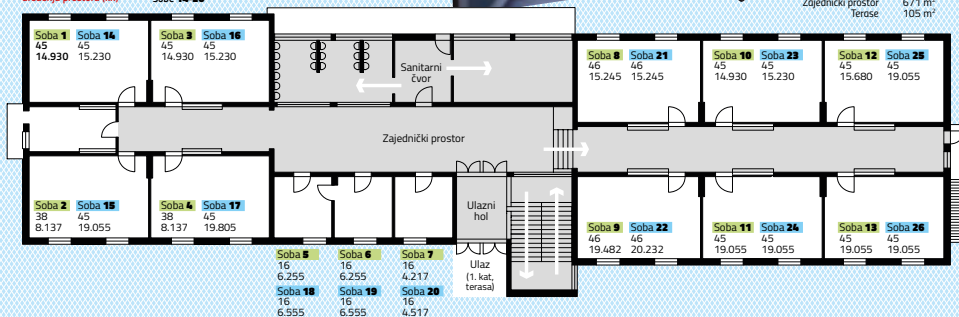 Zajednički prostor 671 m²
Terase 105 m²
Soba 1 Soba 14
45 45
14.930 15.230
Soba 3 Soba 16
45 45
14.930 15.230
Sanitarni
čvor
Soba 8 Soba 21
46 46
15.245 15.245
Soba 10 Soba 23
45 45
14.930 15.230
Soba 12 Soba 25
45 45
15.680 19.055
Zajednički prostor
Soba 2 Soba 15
38 45
8.137 19.055
Soba 4 Soba 17
38 45
8.137 19.805
Ulazni
hol
Soba 9 Soba 22
46 46
19.482 20.232
Soba 11 Soba 24
45 45
19.055 19.055
Soba 13 Soba 26
45 45
19.055 19.055
Soba 5
16
6.255
Soba 6
16
6.255
Soba 7
16
4.217
Soba 18
16
6.555
Soba 19
16
6.555
Soba 20
16
4.517
Ulaz
(1. kat,
terasa)